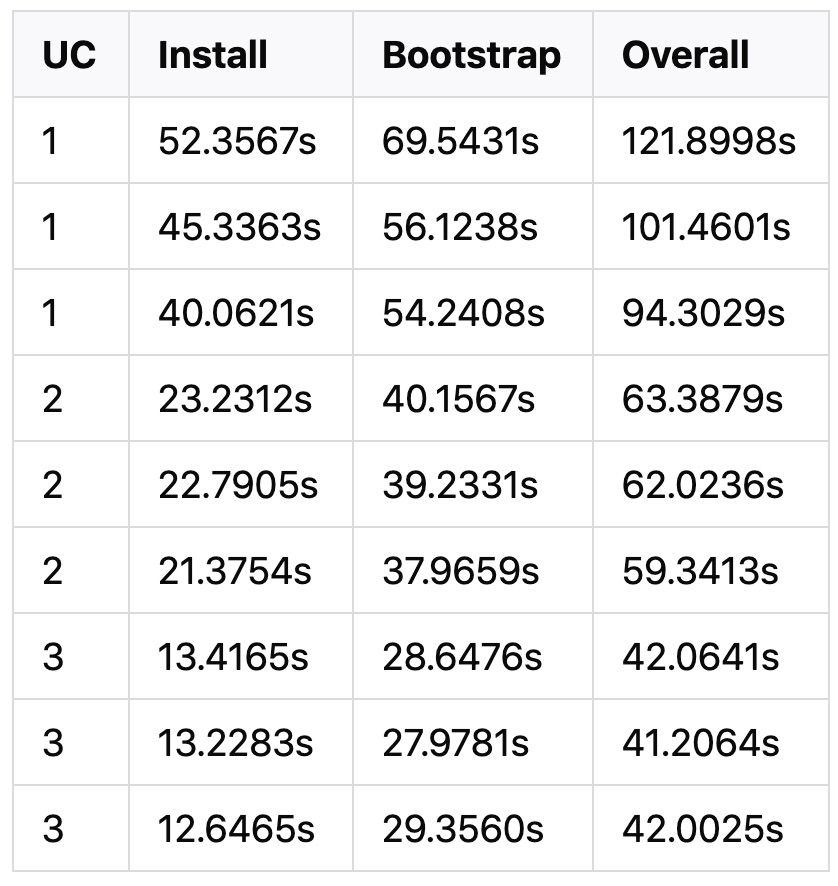 UC Install Bootstrap Overall
1 52.3567s 69.5431s 121.8998s
1 45.3363s 56.1238s 101.4601s
1 40.0621s 54.2408s 94.3029s
2 23.2312s 40.1567s 63.3879s
2 22.7905s 39.2331s 62.0236s
2 21.3754s 37.9659s 59.3413s
3 13.4165s 28.6476s 42.0641s
3 13.2283s 27.9781s 41.2064s
3 12.6465s 29.3560s 42.0025s